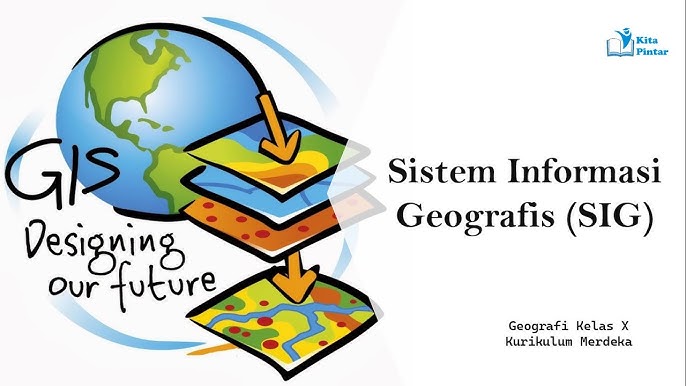 Kita
Pintar
GIS
Designing
our future
Sistem Informasi
Geografis (SIG)
Geografi Kelas X
Kurikulum Merdeka